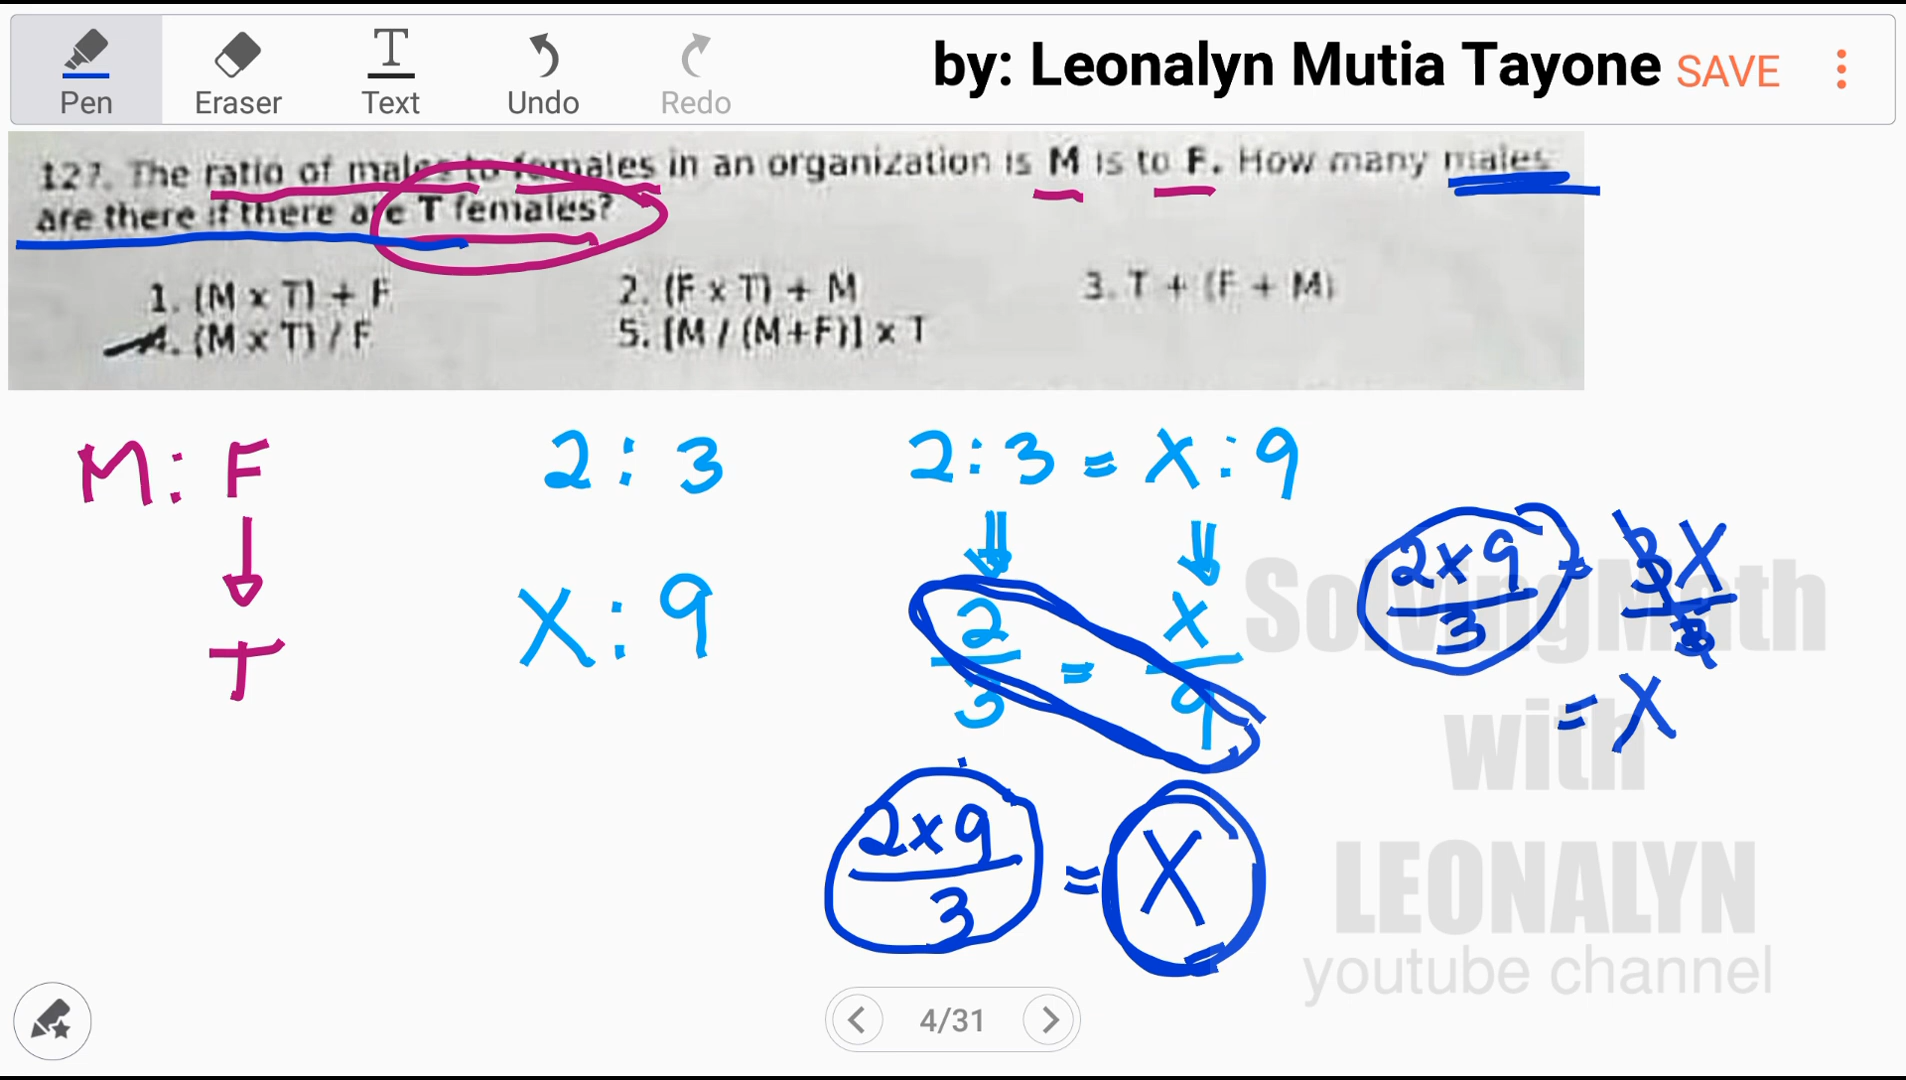 by: Leonalyn Mutia Tayone
SAVE
Pen
Eraser
Text
Undo
Redo
127. The ratio of males to females in an organization is M is to F. How many males
are there if there are T females?
1. (M x T) + F
2. (F x T) + M
3. T + (F + M)
4. (M x T) / F
5. [M / (M+F)] x T
M : F
T
2 : 3
X : 9
2 : 3 = X : 9
2/3 = X/9
2x9/3 = X
2x9/3 = 3X/3
= X
SolvingMath
with
LEONALYN
youtube channel
4/31